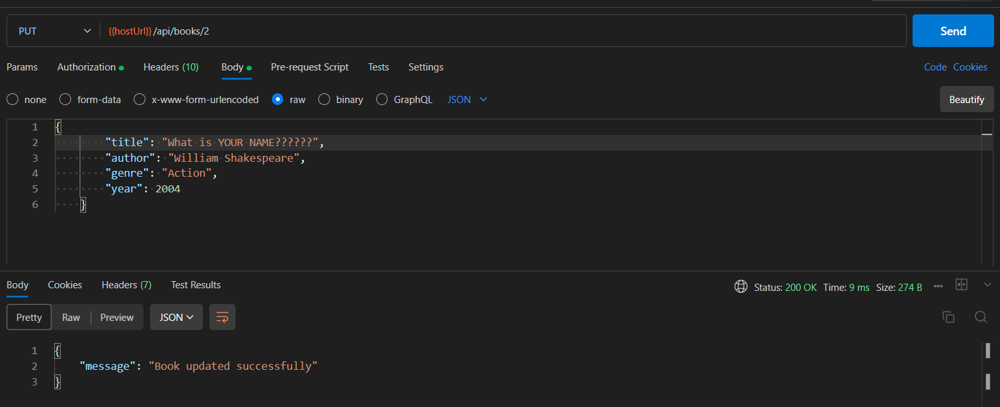 PUT {{hostUrl}}/api/books/2 Send
Params Authorization Headers (10) Body Pre-request Script Tests Settings Code Cookies
none form-data x-www-form-urlencoded raw binary GraphQL JSON Beautify
1 {
2 "title": "What is YOUR NAME??????",
3 "author": "William Shakespeare",
4 "genre": "Action",
5 "year": 2004
6 }
Body Cookies Headers (7) Test Results Status: 200 OK Time: 9 ms Size: 274 B
Pretty Raw Preview JSON
1 {
2 "message": "Book updated successfully"
3 }